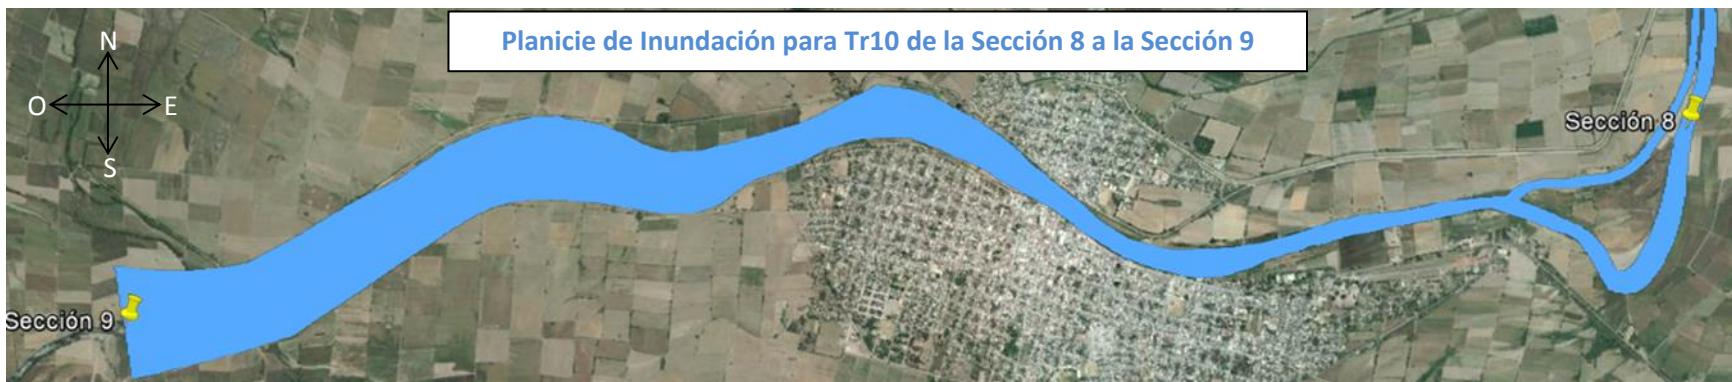 Planicie de Inundación para Tr10 de la Sección 8 a la Sección 9
N
O E
S
Sección 8
Sección 9